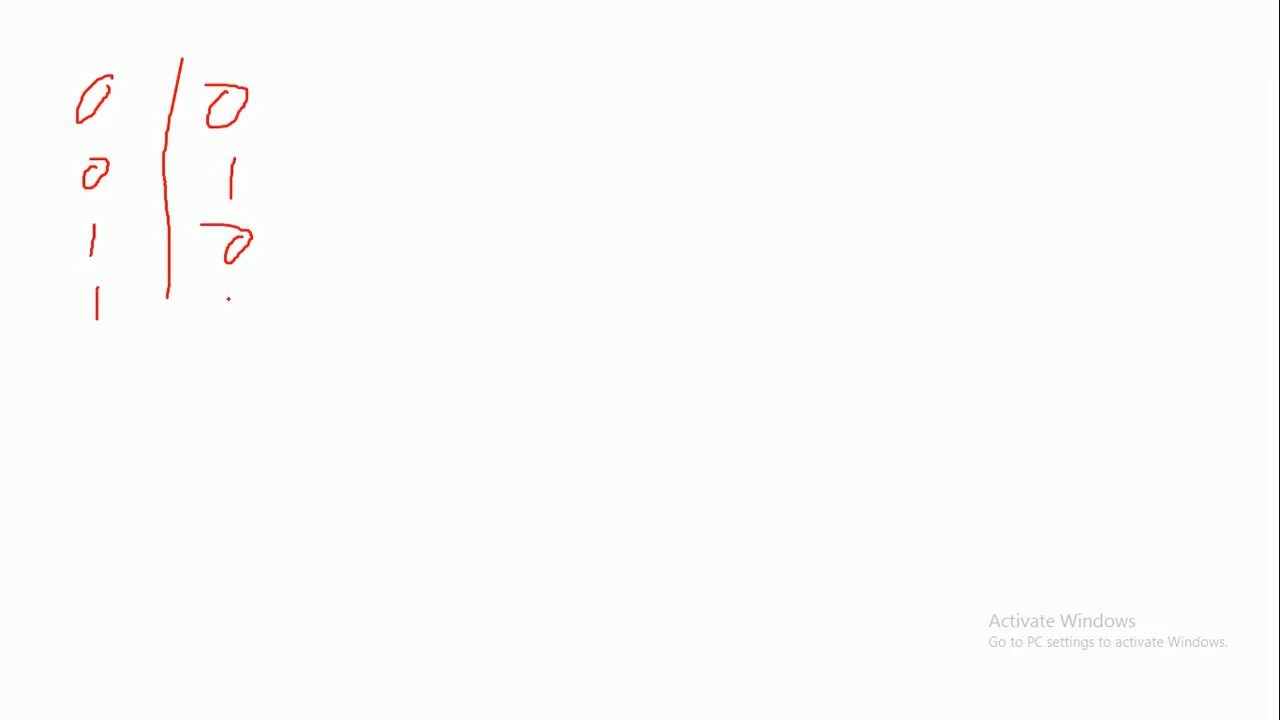 0 | 0
0 | 1
1 | 0
1 | .
Activate Windows
Go to PC settings to activate Windows.